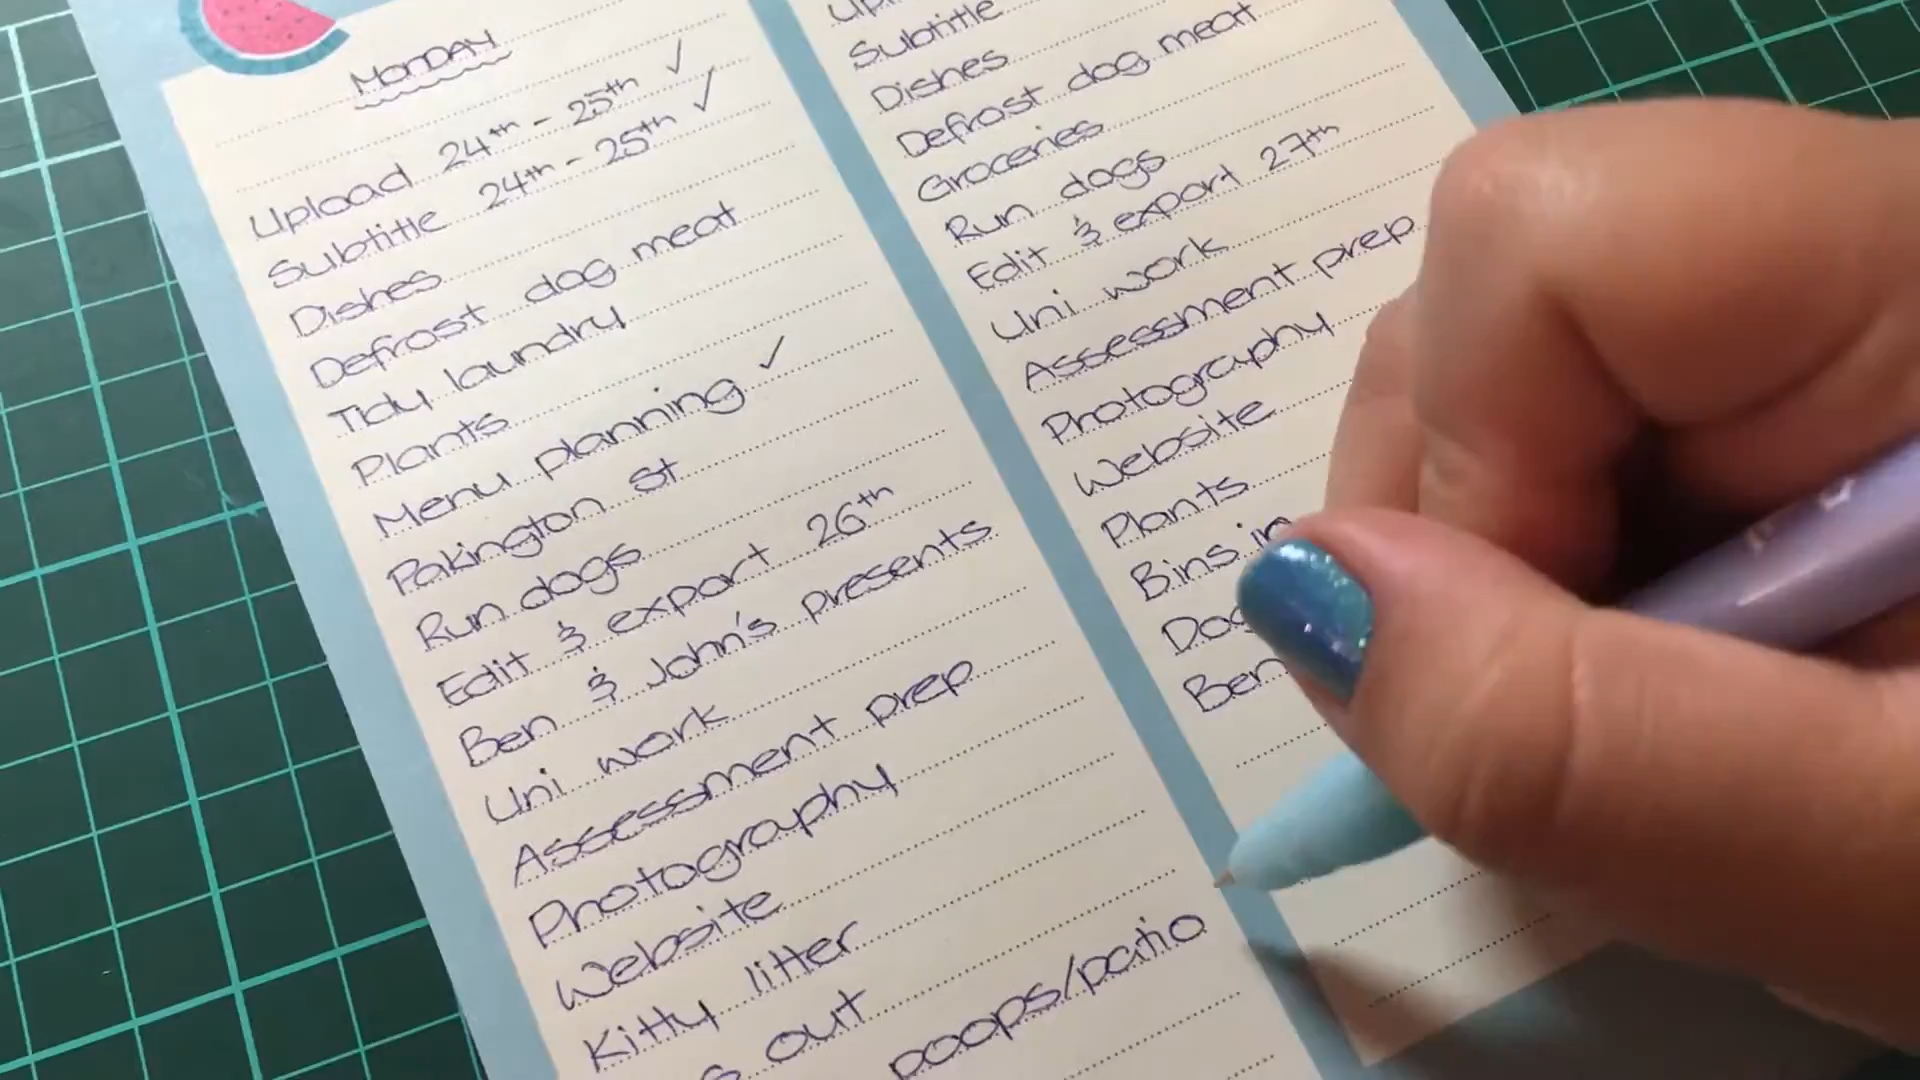 MONDAY
Upload 24th - 25th ✓
Subtitle 24th - 25th ✓
Dishes
Defrost dog meat
Tidy laundry
Plants
Menu planning ✓
Pakington st
Run dogs
Edit & export 26th
Ben & John's presents
Uni work
Assessment prep
Photography
Website
Kitty litter
out
poops/patio
Subtitle
Dishes
Defrost dog meat
Groceries
Run dogs
Edit & export 27th
Uni work
Assessment prep
Photography
Website
Plants
Bins in
Ben